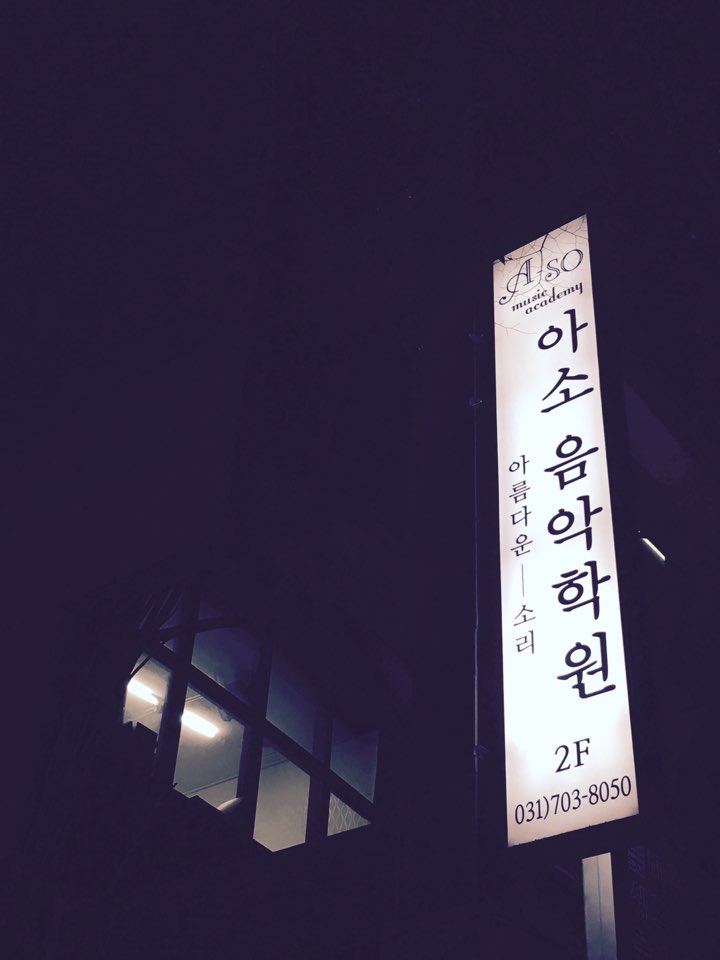 A-SO
music
academy
아소 음악학원
아름다운―소리
2F
031)703-8050